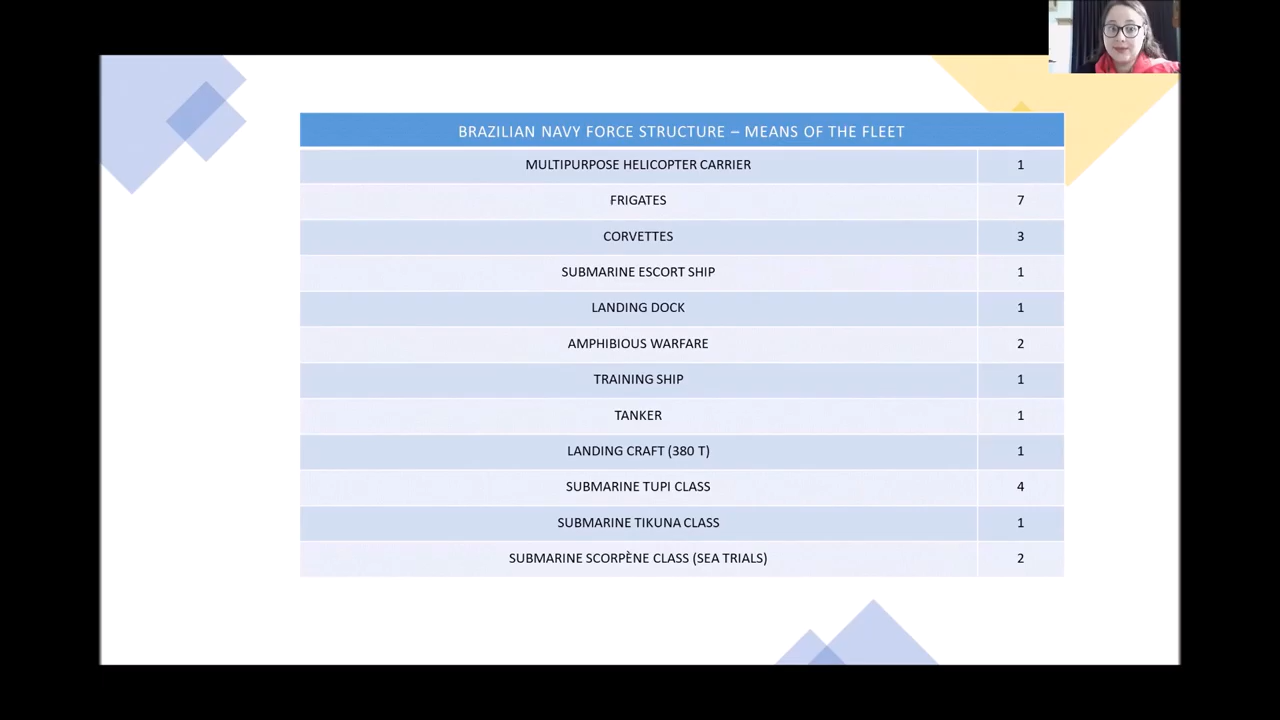 BRAZILIAN NAVY FORCE STRUCTURE – MEANS OF THE FLEET
MULTIPURPOSE HELICOPTER CARRIER 1
FRIGATES 7
CORVETTES 3
SUBMARINE ESCORT SHIP 1
LANDING DOCK 1
AMPHIBIOUS WARFARE 2
TRAINING SHIP 1
TANKER 1
LANDING CRAFT (380 T) 1
SUBMARINE TUPI CLASS 4
SUBMARINE TIKUNA CLASS 1
SUBMARINE SCORPÈNE CLASS (SEA TRIALS) 2